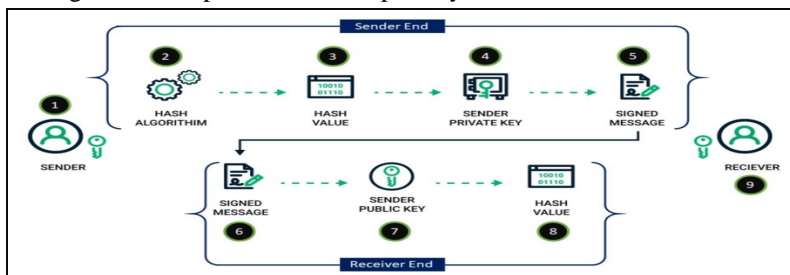 Sender End
2
3
4
5
10010
01110
1
HASH
ALGORITHIM
HASH
VALUE
SENDER
PRIVATE KEY
SIGNED
MESSAGE
SENDER
RECIEVER
9
10010
01110
SIGNED
MESSAGE
SENDER
PUBLIC KEY
HASH
VALUE
6
7
8
Receiver End